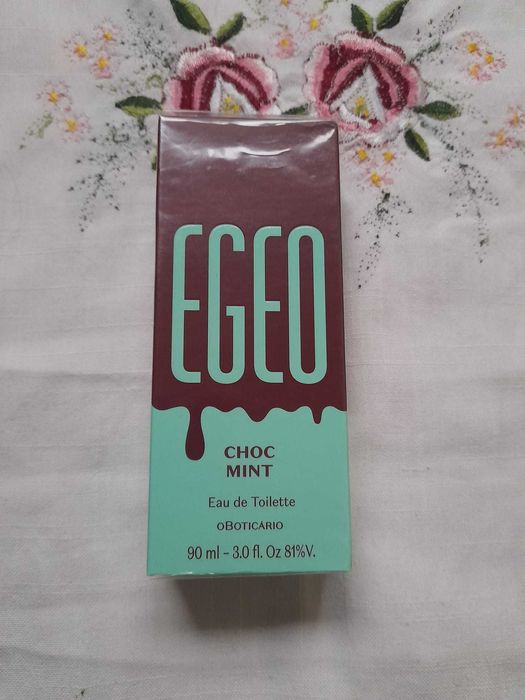 EGEO
CHOC
MINT
Eau de Toilette
oBOTICÁRIO
90 ml – 3.0 fl. Oz 81%V.